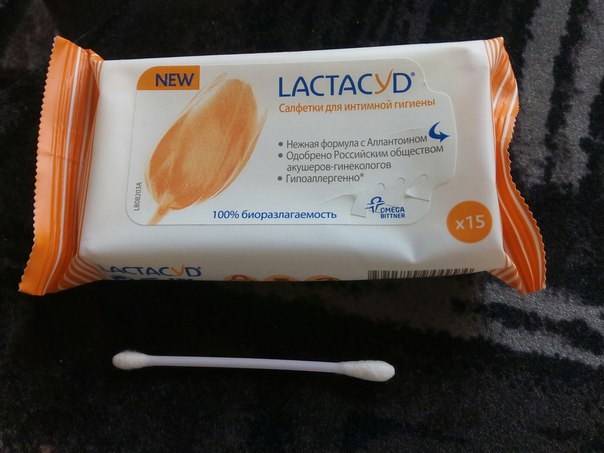 NEW
LACTACYD®
Салфетки для интимной гигиены
• Нежная формула с Аллантоином
• Одобрено Российским обществом
акушеров-гинекологов
• Гипоаллергенно*
LB08203A
100% биоразлагаемость
OMEGA
BITTNER
x15
LACTACYD®